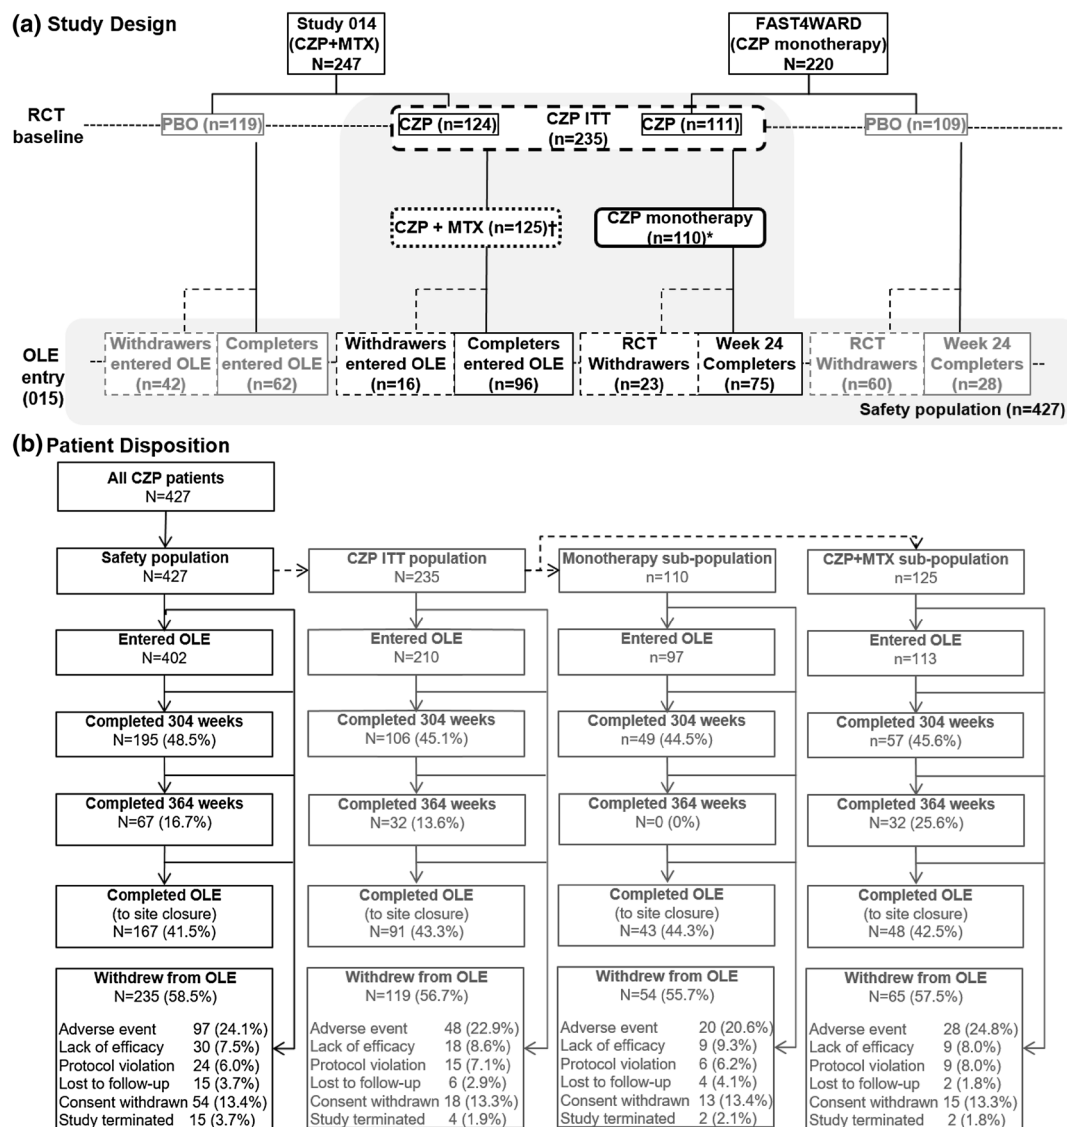 (a) Study Design
Study 014
(CZP+MTX)
N=247
FAST4WARD
(CZP monotherapy)
N=220
RCT
baseline
PBO (n=119)
CZP (n=124)
CZP ITT
(n=235)
CZP (n=111)
PBO (n=109)
CZP + MTX (n=125)†
CZP monotherapy
(n=110)*
OLE
entry
(015)
Withdrawers
entered OLE
(n=42)
Completers
entered OLE
(n=62)
Withdrawers
entered OLE
(n=16)
Completers
entered OLE
(n=96)
RCT
Withdrawers
(n=23)
Week 24
Completers
(n=75)
RCT
Withdrawers
(n=60)
Week 24
Completers
(n=28)
Safety population (n=427)
(b) Patient Disposition
All CZP patients
N=427
Safety population
N=427
CZP ITT population
N=235
Monotherapy sub-population
n=110
CZP+MTX sub-population
n=125
Entered OLE
N=402
Entered OLE
N=210
Entered OLE
n=97
Entered OLE
n=113
Completed 304 weeks
N=195 (48.5%)
Completed 304 weeks
N=106 (45.1%)
Completed 304 weeks
n=49 (44.5%)
Completed 304 weeks
n=57 (45.6%)
Completed 364 weeks
N=67 (16.7%)
Completed 364 weeks
N=32 (13.6%)
Completed 364 weeks
N=0 (0%)
Completed 364 weeks
N=32 (25.6%)
Completed OLE
(to site closure)
N=167 (41.5%)
Completed OLE
(to site closure)
N=91 (43.3%)
Completed OLE
(to site closure)
N=43 (44.3%)
Completed OLE
(to site closure)
N=48 (42.5%)
Withdrew from OLE
N=235 (58.5%)
Adverse event 97 (24.1%)
Lack of efficacy 30 (7.5%)
Protocol violation 24 (6.0%)
Lost to follow-up 15 (3.7%)
Consent withdrawn 54 (13.4%)
Study terminated 15 (3.7%)
Withdrew from OLE
N=119 (56.7%)
Adverse event 48 (22.9%)
Lack of efficacy 18 (8.6%)
Protocol violation 15 (7.1%)
Lost to follow-up 6 (2.9%)
Consent withdrawn 18 (13.3%)
Study terminated 4 (1.9%)
Withdrew from OLE
N=54 (55.7%)
Adverse event 20 (20.6%)
Lack of efficacy 9 (9.3%)
Protocol violation 6 (6.2%)
Lost to follow-up 4 (4.1%)
Consent withdrawn 13 (13.4%)
Study terminated 2 (2.1%)
Withdrew from OLE
N=65 (57.5%)
Adverse event 28 (24.8%)
Lack of efficacy 9 (8.0%)
Protocol violation 9 (8.0%)
Lost to follow-up 2 (1.8%)
Consent withdrawn 15 (13.3%)
Study terminated 2 (1.8%)